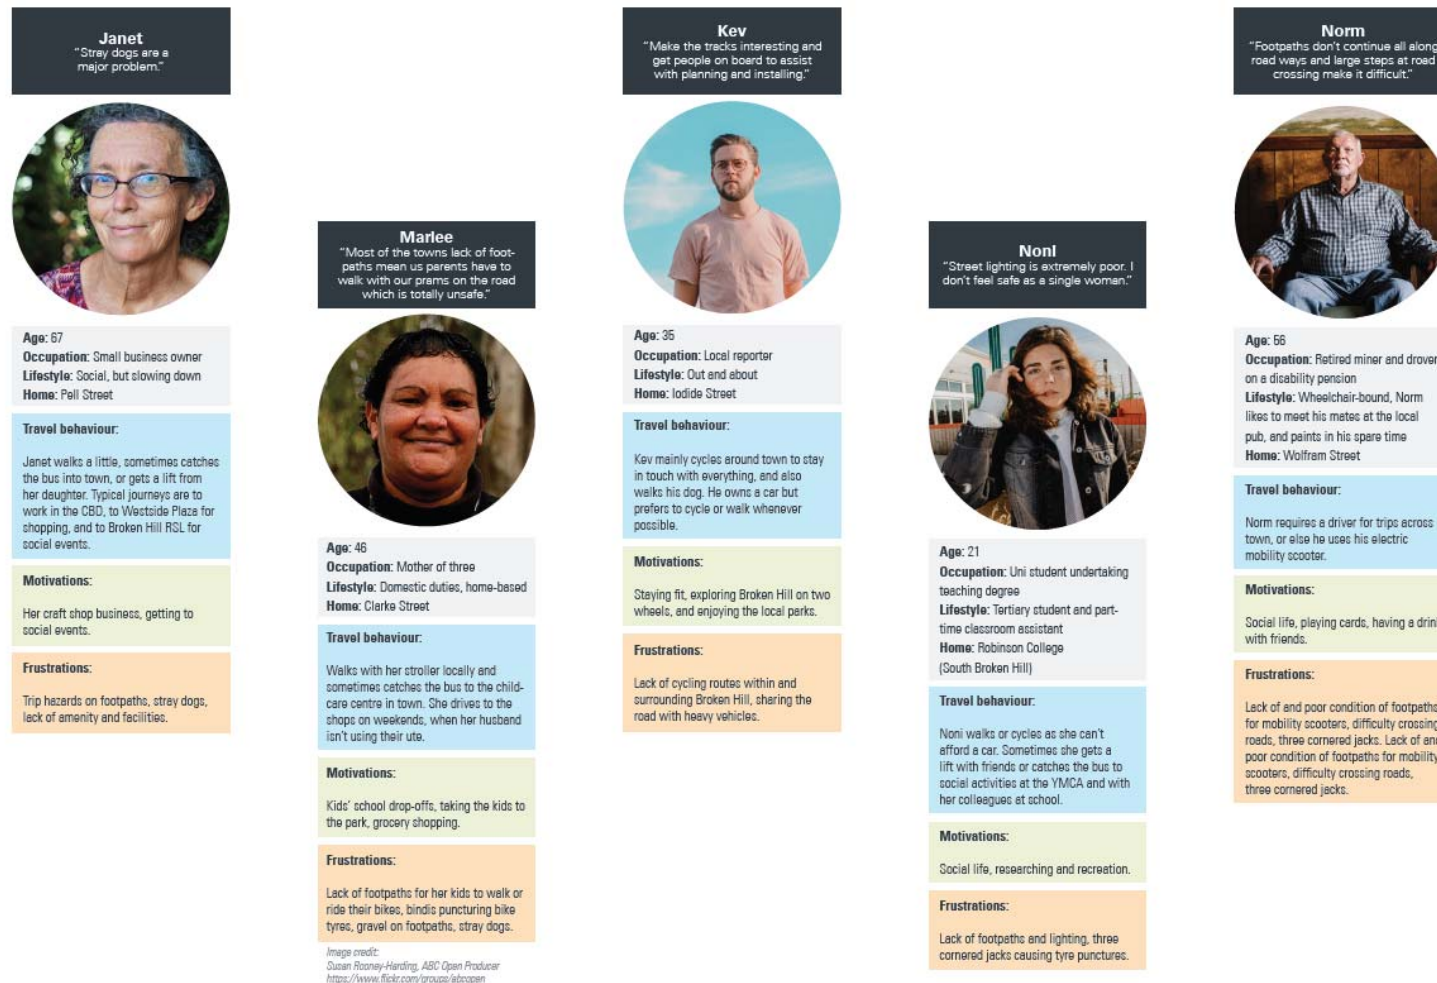 Janet
"Stray dogs are a
major problem."
Age: 67
Occupation: Small business owner
Lifestyle: Social, but slowing down
Home: Pell Street
Travel behaviour:
Janet walks a little, sometimes catches
the bus into town, or gets a lift from
her daughter. Typical journeys are to
work in the CBD, to Westside Plaza for
shopping, and to Broken Hill RSL for
social events.
Motivations:
Her craft shop business, getting to
social events.
Frustrations:
Trip hazards on footpaths, stray dogs,
lack of amenity and facilities.
Marlee
"Most of the towns lack of foot-
paths mean us parents have to
walk with our prams on the road
which is totally unsafe."
Age: 46
Occupation: Mother of three
Lifestyle: Domestic duties, home-based
Home: Clarke Street
Travel behaviour:
Walks with her stroller locally and
sometimes catches the bus to the child-
care centre in town. She drives to the
shops on weekends, when her husband
isn't using their ute.
Motivations:
Kids' school drop-offs, taking the kids to
the park, grocery shopping.
Frustrations:
Lack of footpaths for her kids to walk or
ride their bikes, bindis puncturing bike
tyres, gravel on footpaths, stray dogs.
Image credit:
Susan Rooney-Harding, ABC Open Producer
https://www.flickr.com/groups/abcopen
Kev
"Make the tracks interesting and
get people on board to assist
with planning and installing."
Age: 35
Occupation: Local reporter
Lifestyle: Out and about
Home: Iodide Street
Travel behaviour:
Kev mainly cycles around town to stay
in touch with everything, and also
walks his dog. He owns a car but
prefers to cycle or walk whenever
possible.
Motivations:
Staying fit, exploring Broken Hill on two
wheels, and enjoying the local parks.
Frustrations:
Lack of cycling routes within and
surrounding Broken Hill, sharing the
road with heavy vehicles.
Noni
"Street lighting is extremely poor. I
don't feel safe as a single woman."
Age: 21
Occupation: Uni student undertaking
teaching degree
Lifestyle: Tertiary student and part-
time classroom assistant
Home: Robinson College
(South Broken Hill)
Travel behaviour:
Noni walks or cycles as she can't
afford a car. Sometimes she gets a
lift with friends or catches the bus to
social activities at the YMCA and with
her colleagues at school.
Motivations:
Social life, researching and recreation.
Frustrations:
Lack of footpaths and lighting, three
cornered jacks causing tyre punctures.
Norm
"Footpaths don't continue all along
road ways and large steps at road
crossing make it difficult."
Age: 56
Occupation: Retired miner and drover
on a disability pension
Lifestyle: Wheelchair-bound, Norm
likes to meet his mates at the local
pub, and paints in his spare time
Home: Wolfram Street
Travel behaviour:
Norm requires a driver for trips across
town, or else he uses his electric
mobility scooter.
Motivations:
Social life, playing cards, having a drink
with friends.
Frustrations:
Lack of and poor condition of footpaths
for mobility scooters, difficulty crossing
roads, three cornered jacks. Lack of and
poor condition of footpaths for mobility
scooters, difficulty crossing roads,
three cornered jacks.